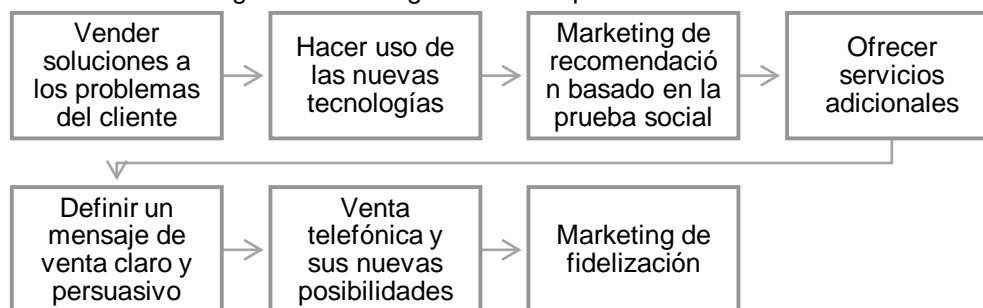 Vender
soluciones a
los problemas
del cliente
Hacer uso de
las nuevas
tecnologías
Marketing de
recomendació
n basado en la
prueba social
Ofrecer
servicios
adicionales
Definir un
mensaje de
venta claro y
persuasivo
Venta
telefónica y
sus nuevas
posibilidades
Marketing de
fidelización